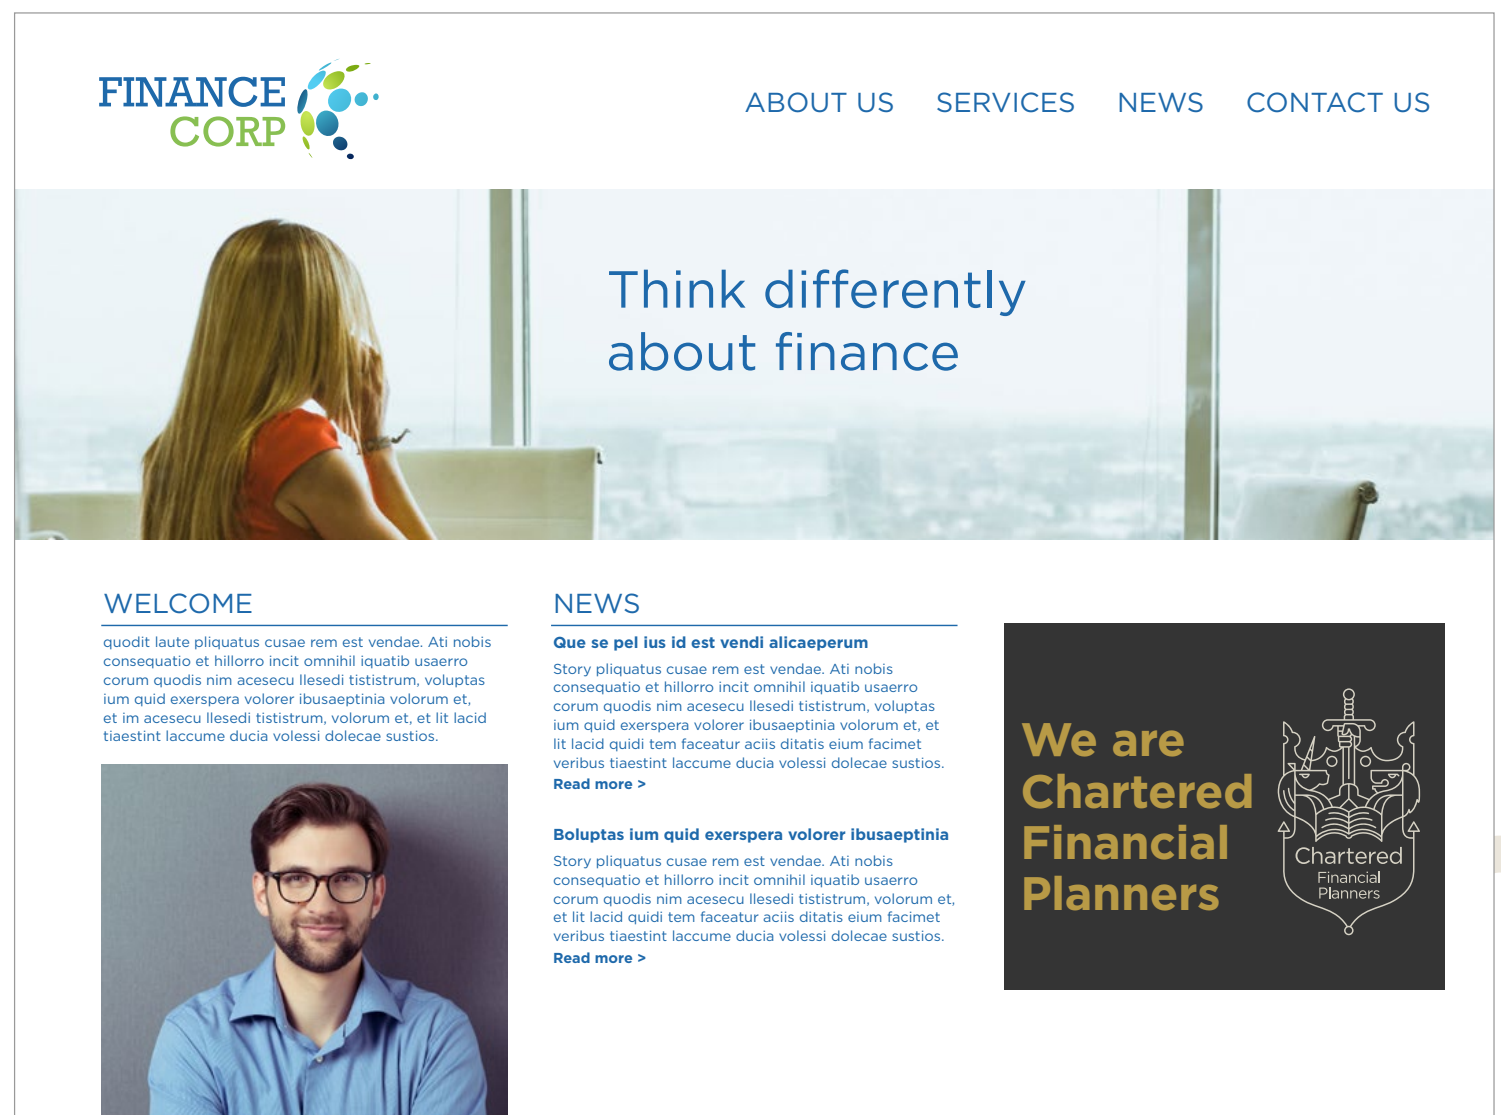 FINANCE
CORP
ABOUT US SERVICES NEWS CONTACT US
Think differently
about finance
WELCOME
quodit laute pliquatus cusae rem est vendae. Ati nobis
consequatio et hillorro incit omnihil iquatib usaerro
corum quodis nim acesecu llesedi tististrum, voluptas
ium quid exerspera volorer ibusaeptinia volorum et,
et im acesecu llesedi tististrum, volorum et, et lit lacid
tiaestint laccume ducia volessi dolecae sustios.
NEWS
Que se pel ius id est vendi alicaeperum
Story pliquatus cusae rem est vendae. Ati nobis
consequatio et hillorro incit omnihil iquatib usaerro
corum quodis nim acesecu llesedi tististrum, voluptas
ium quid exerspera volorer ibusaeptinia volorum et, et
lit lacid quidi tem faceatur aciis ditatis eium facimet
veribus tiaestint laccume ducia volessi dolecae sustios.
Read more >
Boluptas ium quid exerspera volorer ibusaeptinia
Story pliquatus cusae rem est vendae. Ati nobis
consequatio et hillorro incit omnihil iquatib usaerro
corum quodis nim acesecu llesedi tististrum, volorum et,
et lit lacid quidi tem faceatur aciis ditatis eium facimet
veribus tiaestint laccume ducia volessi dolecae sustios.
Read more >
We are
Chartered
Financial
Planners
Chartered
Financial
Planners